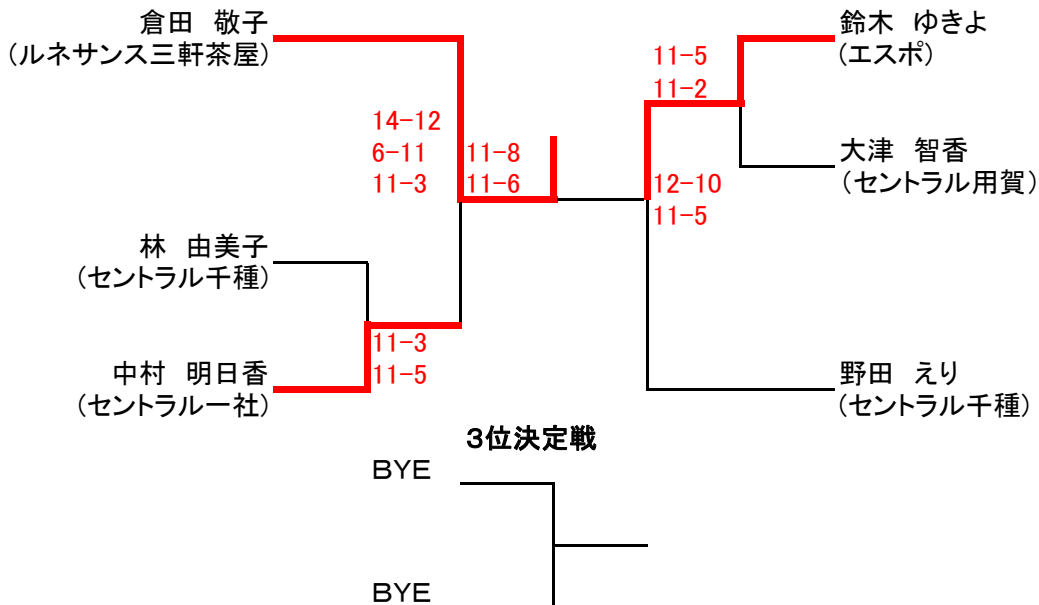 倉田　敬子
(ルネサンス三軒茶屋)
14-12
6-11
11-3
林　由美子
(セントラル千種)
中村　明日香
(セントラル一社)
11-3
11-5
11-8
11-6
鈴木　ゆきよ
(エスポ)
11-5
11-2
大津　智香
(セントラル用賀)
12-10
11-5
野田　えり
(セントラル千種)
3位決定戦
BYE
BYE